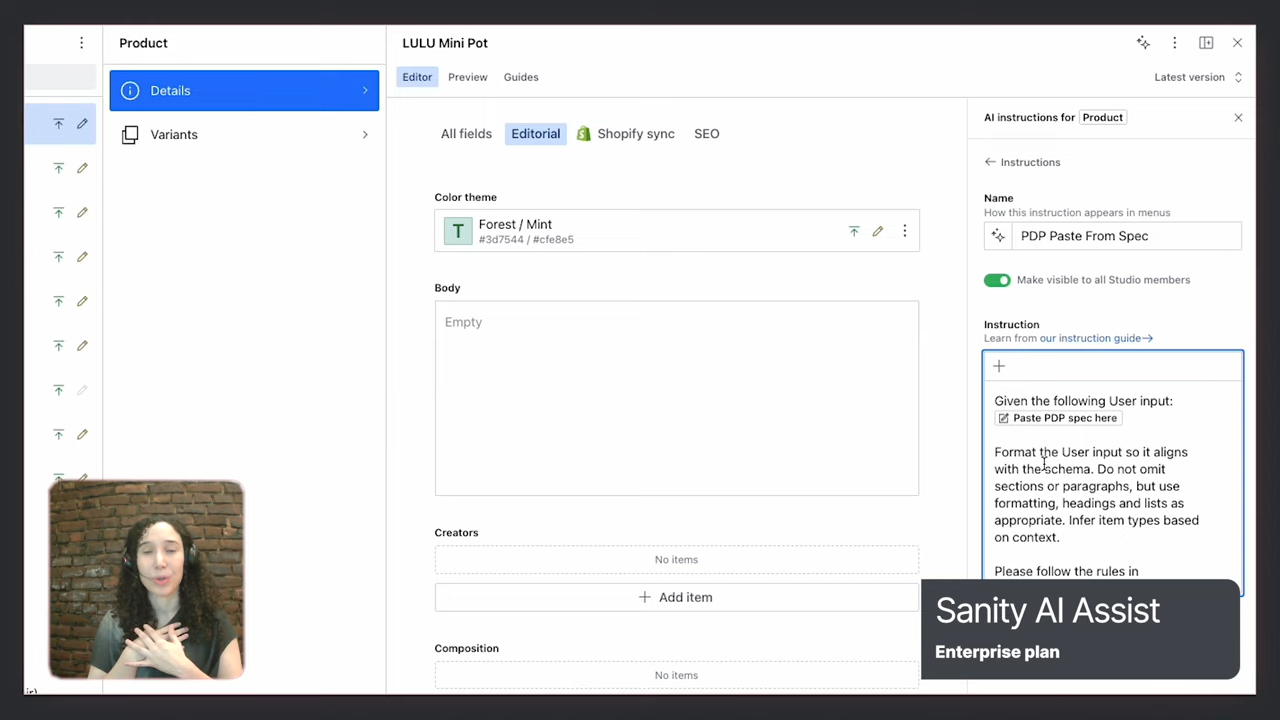 Product
Details
Variants
LULU Mini Pot
Editor
Preview
Guides
Latest version
All fields
Editorial
Shopify sync
SEO
Color theme
T
Forest / Mint
#3d7544 / #cfe8e5
Body
Empty
Creators
No items
Add item
Composition
No items
AI instructions for Product
Instructions
Name
How this instruction appears in menus
PDP Paste From Spec
Make visible to all Studio members
Instruction
Learn from our instruction guide→
Given the following User input:
Paste PDP spec here
Format the User input so it aligns
with the schema. Do not omit
sections or paragraphs, but use
formatting, headings and lists as
appropriate. Infer item types based
on context.
Please follow the rules in
Sanity AI Assist
Enterprise plan